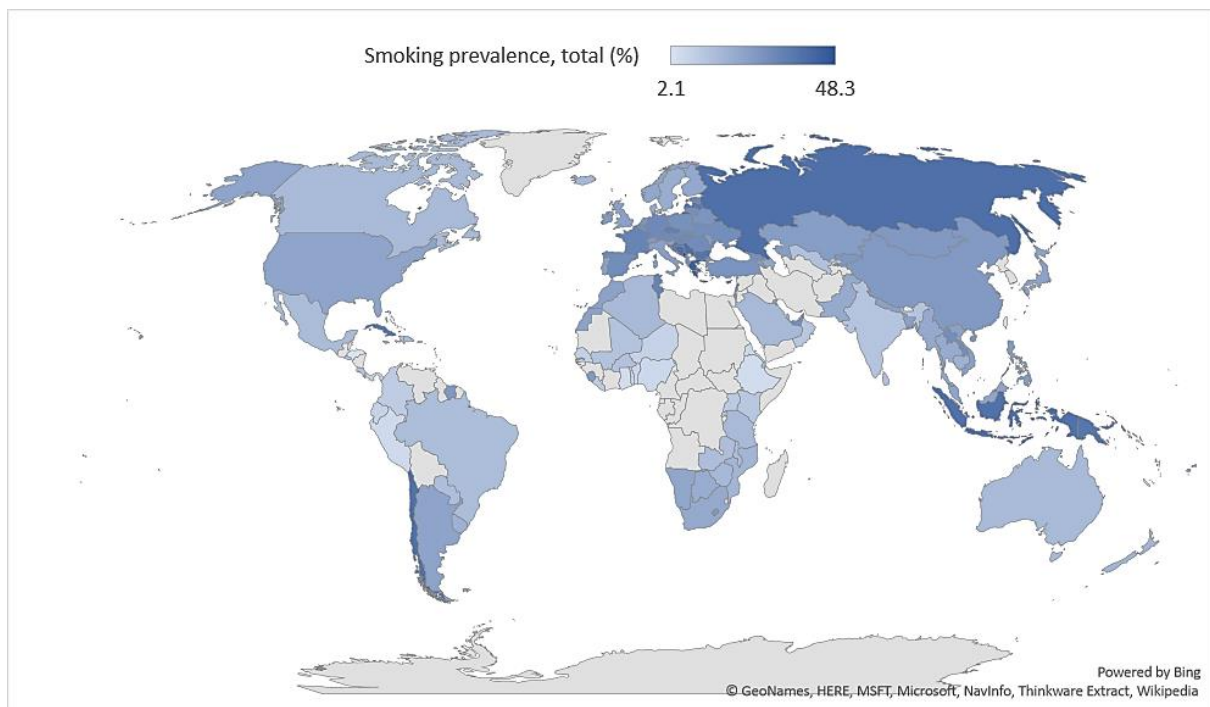 Smoking prevalence, total (%)
2.1 48.3
Powered by Bing
© GeoNames, HERE, MSFT, Microsoft, NavInfo, Thinkware Extract, Wikipedia